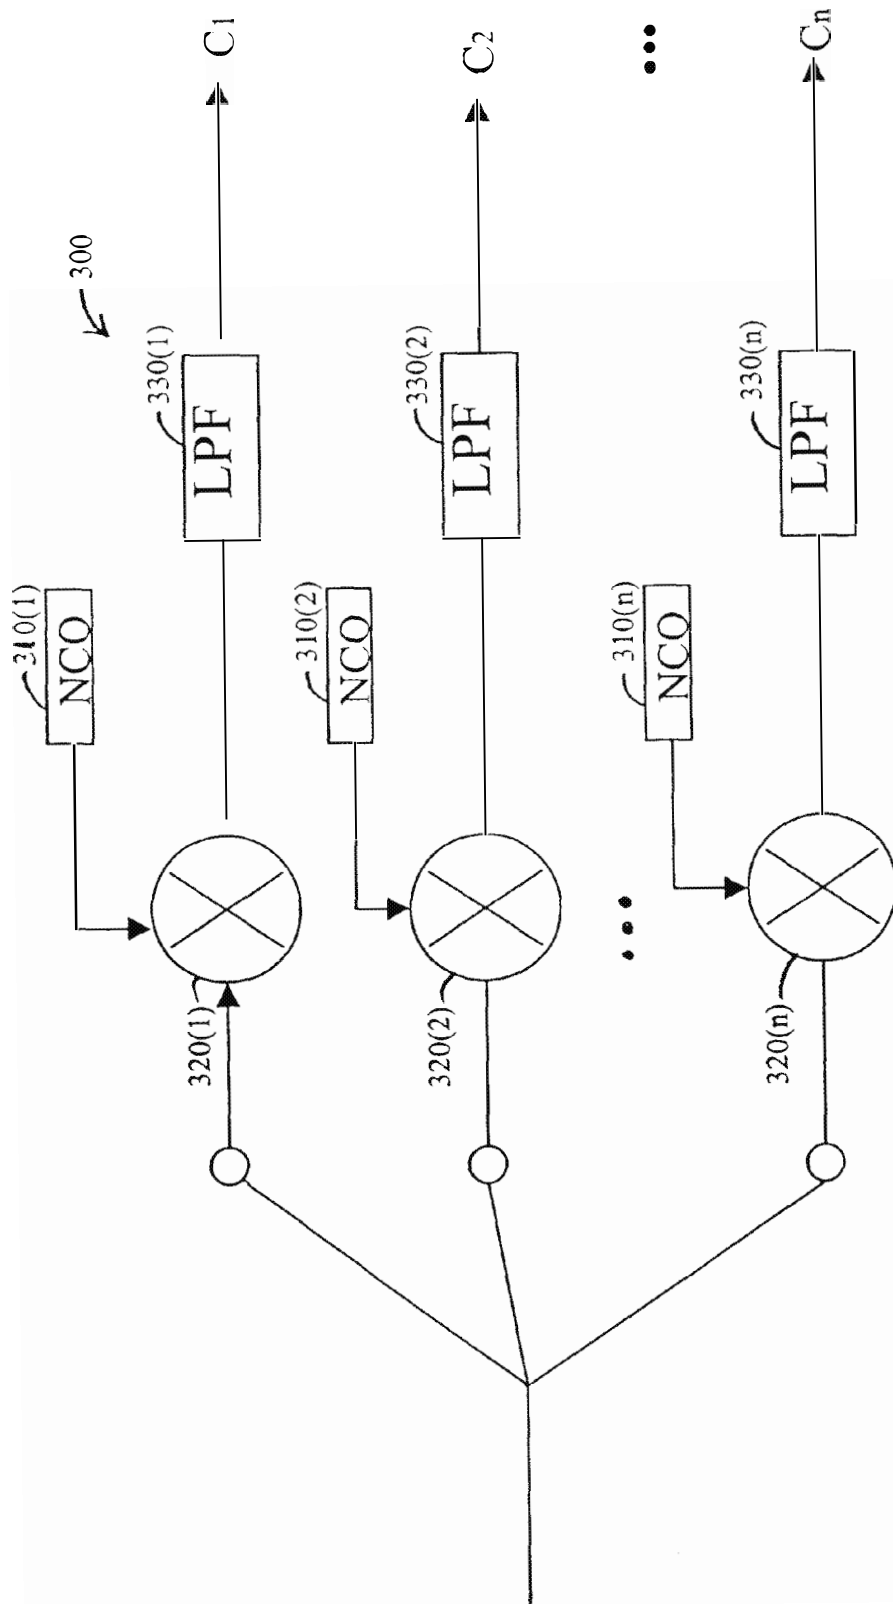 300
310(1)
NCO
320(1)
330(1)
LPF
C1
310(2)
NCO
320(2)
330(2)
LPF
C2
310(n)
NCO
320(n)
330(n)
LPF
Cn